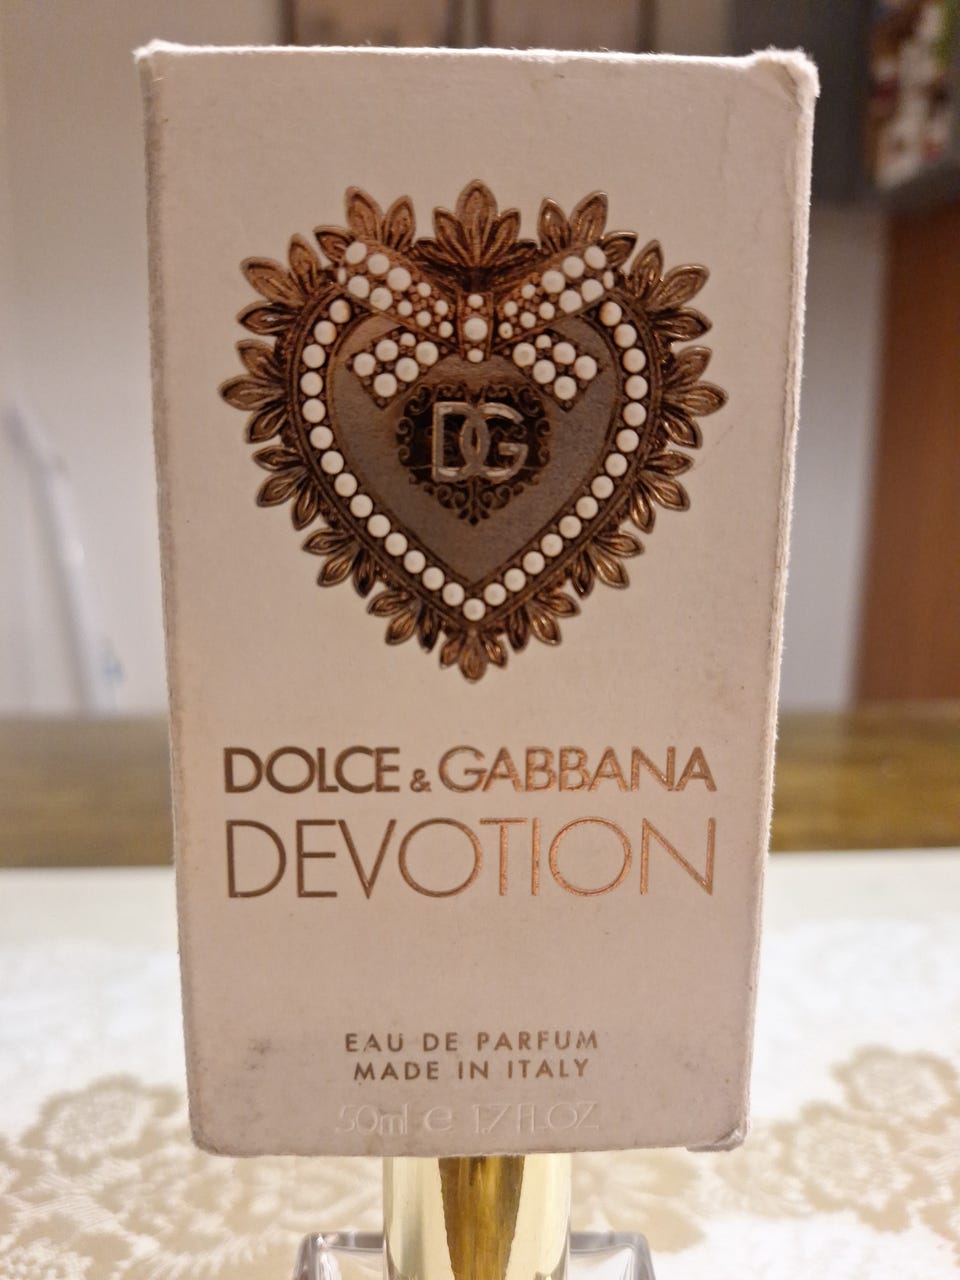 DG
DOLCE & GABBANA
DEVOTION
EAU DE PARFUM
MADE IN ITALY
50ml e 1.7 FL.OZ